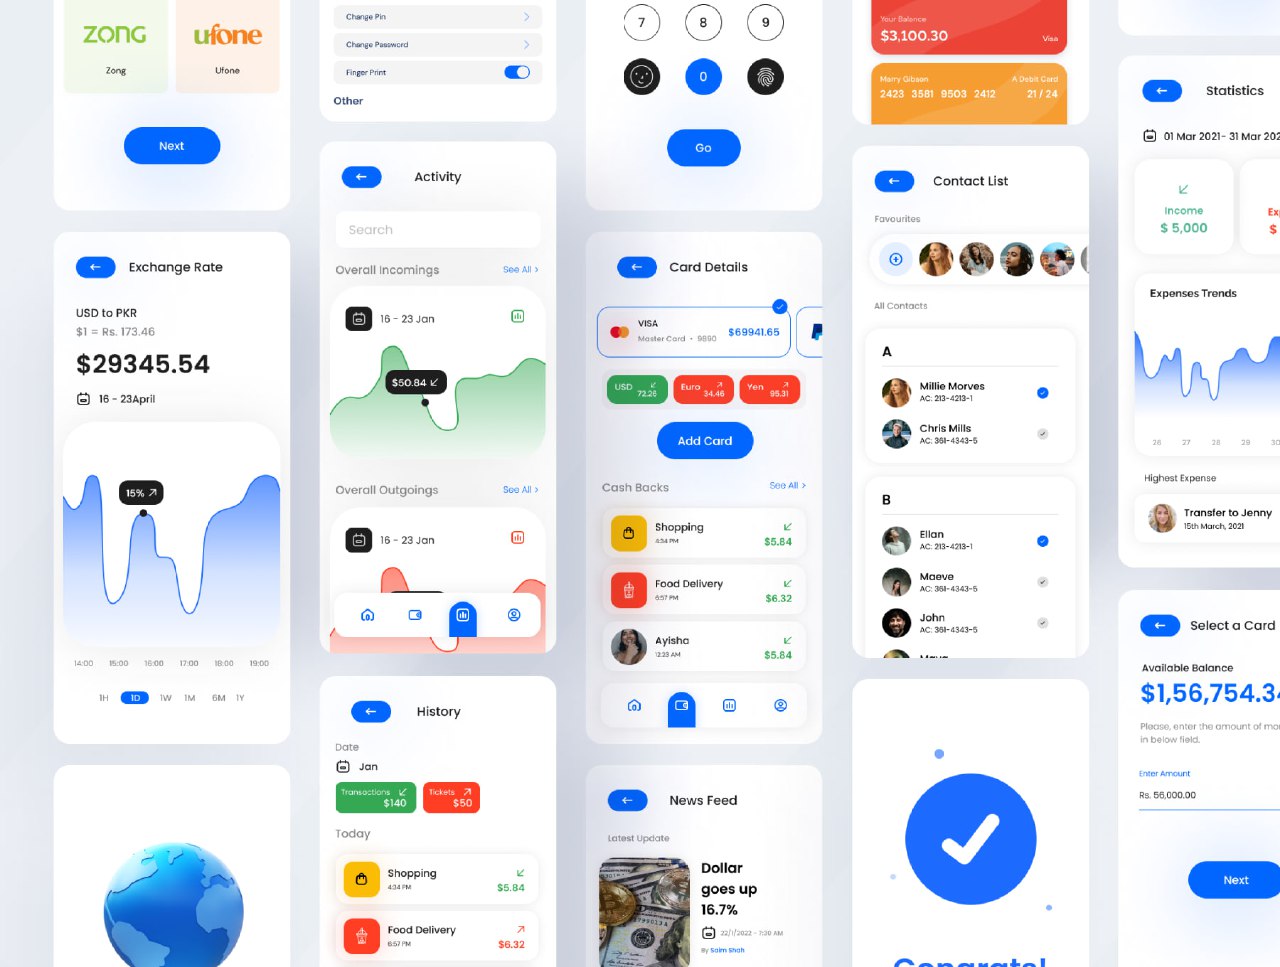 zong
Zong
ufone
Ufone
Next
Exchange Rate
USD to PKR
$1 = Rs. 173.46
$29345.54
16 - 23April
15%
14:00 15:00 16:00 17:00 18:00 19:00
1H 1D 1W 1M 6M 1Y
Change Pin
Change Password
Finger Print
Other
Activity
Search
Overall Incomings
See All >
16 - 23 Jan
$50.84
Overall Outgoings
See All >
16 - 23 Jan
History
Date
Jan
Transactions
$140
Tickets
$50
Today
Shopping
4:34 PM
$5.84
Food Delivery
6:57 PM
$6.32
7 8 9
0
Go
Card Details
VISA
Master Card • 9890
$69941.65
USD
72.26
Euro
34.46
Yen
95.31
Add Card
Cash Backs
See All >
Shopping
4:34 PM
$5.84
Food Delivery
6:57 PM
$6.32
Ayisha
12:23 AM
$5.84
News Feed
Latest Update
Dollar
goes up
16.7%
22/1/2022 - 7:30 AM
By Saim Shah
Your Balance
$3,100.30
Visa
Marry Gibson
A Debit Card
2423 3581 9503 2412
21 / 24
Contact List
Favourites
All Contacts
A
Millie Morves
AC: 213-4213-1
Chris Mills
AC: 361-4343-5
B
Ellan
AC: 213-4213-1
Maeve
AC: 361-4343-5
John
AC: 361-4343-5
Congrats!
Statistics
01 Mar 2021- 31 Mar 202
Income
$ 5,000
Ex
$
Expenses Trends
26 27 28 29 30
Highest Expense
Transfer to Jenny
15th March, 2021
Select a Card
Available Balance
$1,56,754.34
Please, enter the amount of mo
in below field.
Enter Amount
Rs. 56,000.00
Next